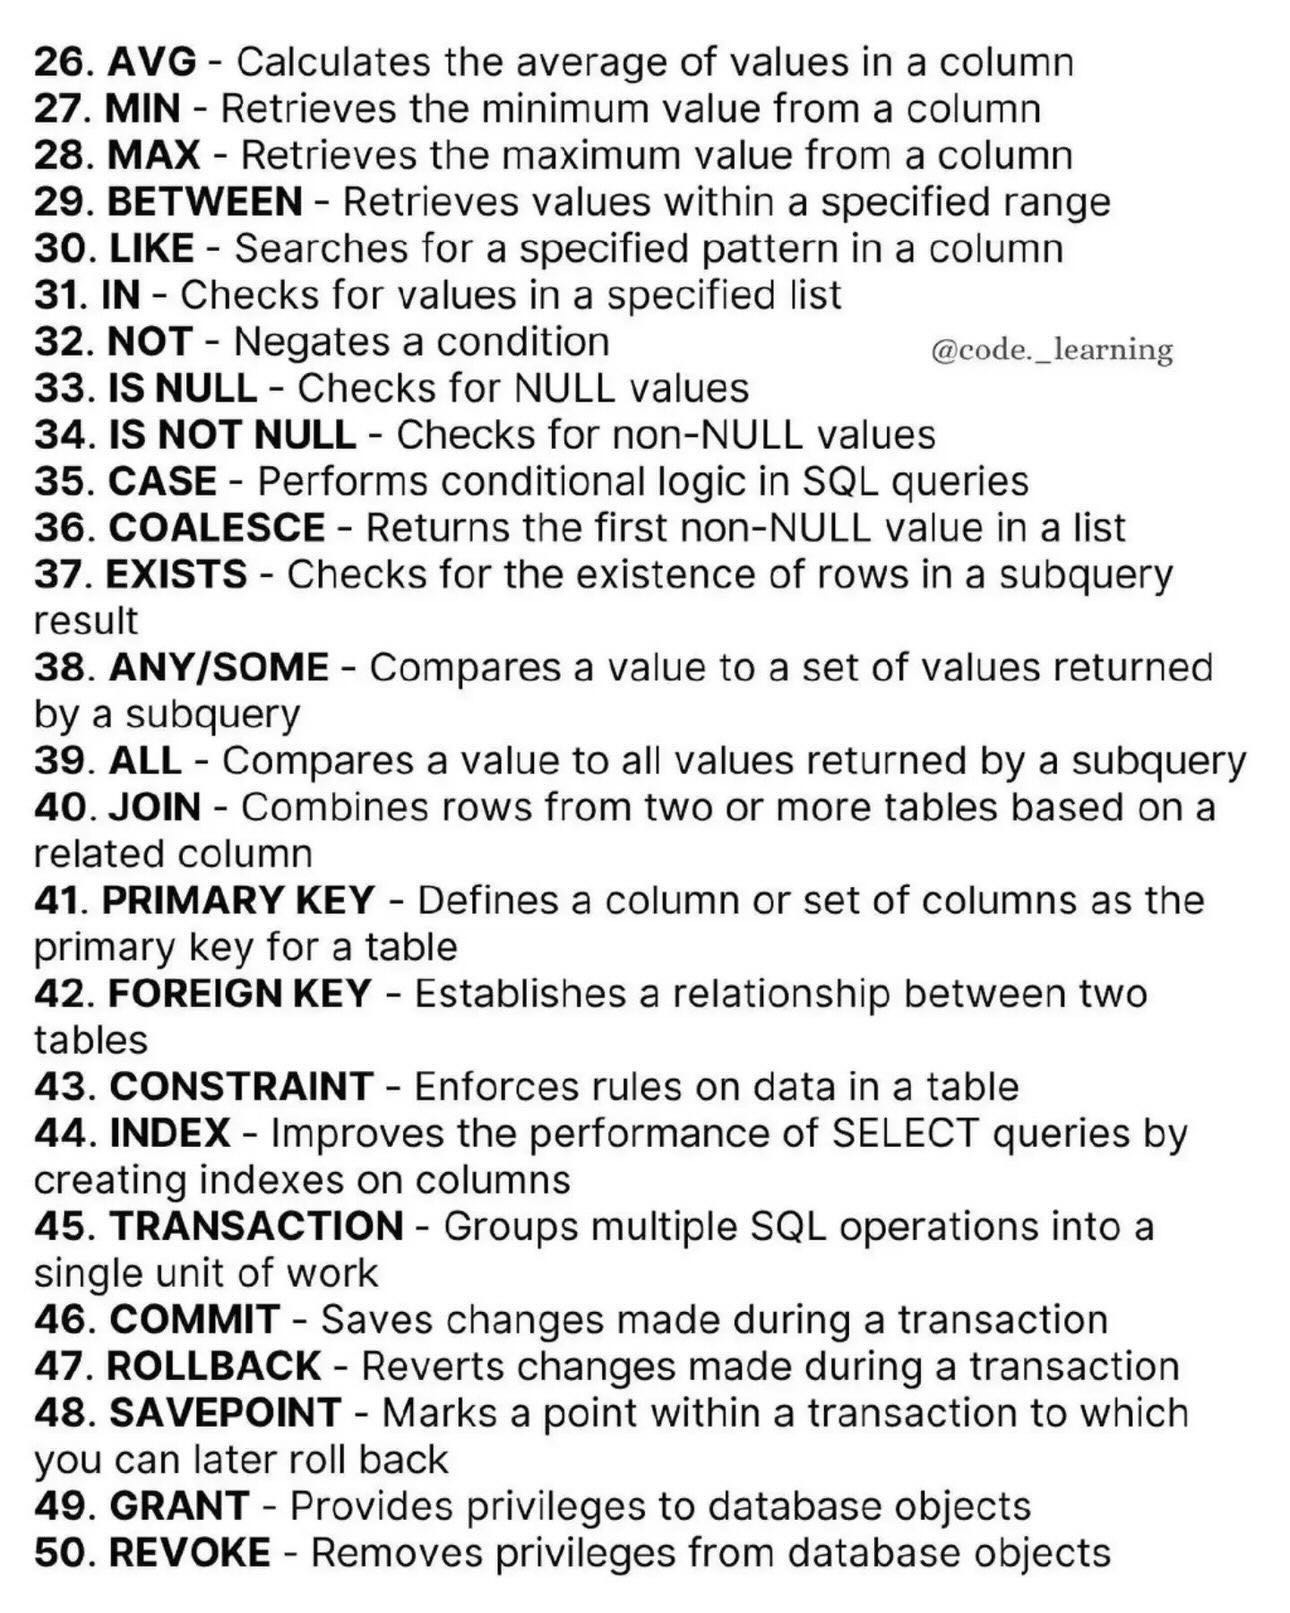 26. AVG - Calculates the average of values in a column
27. MIN - Retrieves the minimum value from a column
28. MAX - Retrieves the maximum value from a column
29. BETWEEN - Retrieves values within a specified range
30. LIKE - Searches for a specified pattern in a column
31. IN - Checks for values in a specified list
32. NOT - Negates a condition
@code._learning
33. IS NULL - Checks for NULL values
34. IS NOT NULL - Checks for non-NULL values
35. CASE - Performs conditional logic in SQL queries
36. COALESCE - Returns the first non-NULL value in a list
37. EXISTS - Checks for the existence of rows in a subquery
result
38. ANY/SOME - Compares a value to a set of values returned
by a subquery
39. ALL - Compares a value to all values returned by a subquery
40. JOIN - Combines rows from two or more tables based on a
related column
41. PRIMARY KEY - Defines a column or set of columns as the
primary key for a table
42. FOREIGN KEY - Establishes a relationship between two
tables
43. CONSTRAINT - Enforces rules on data in a table
44. INDEX - Improves the performance of SELECT queries by
creating indexes on columns
45. TRANSACTION - Groups multiple SQL operations into a
single unit of work
46. COMMIT - Saves changes made during a transaction
47. ROLLBACK - Reverts changes made during a transaction
48. SAVEPOINT - Marks a point within a transaction to which
you can later roll back
49. GRANT - Provides privileges to database objects
50. REVOKE - Removes privileges from database objects